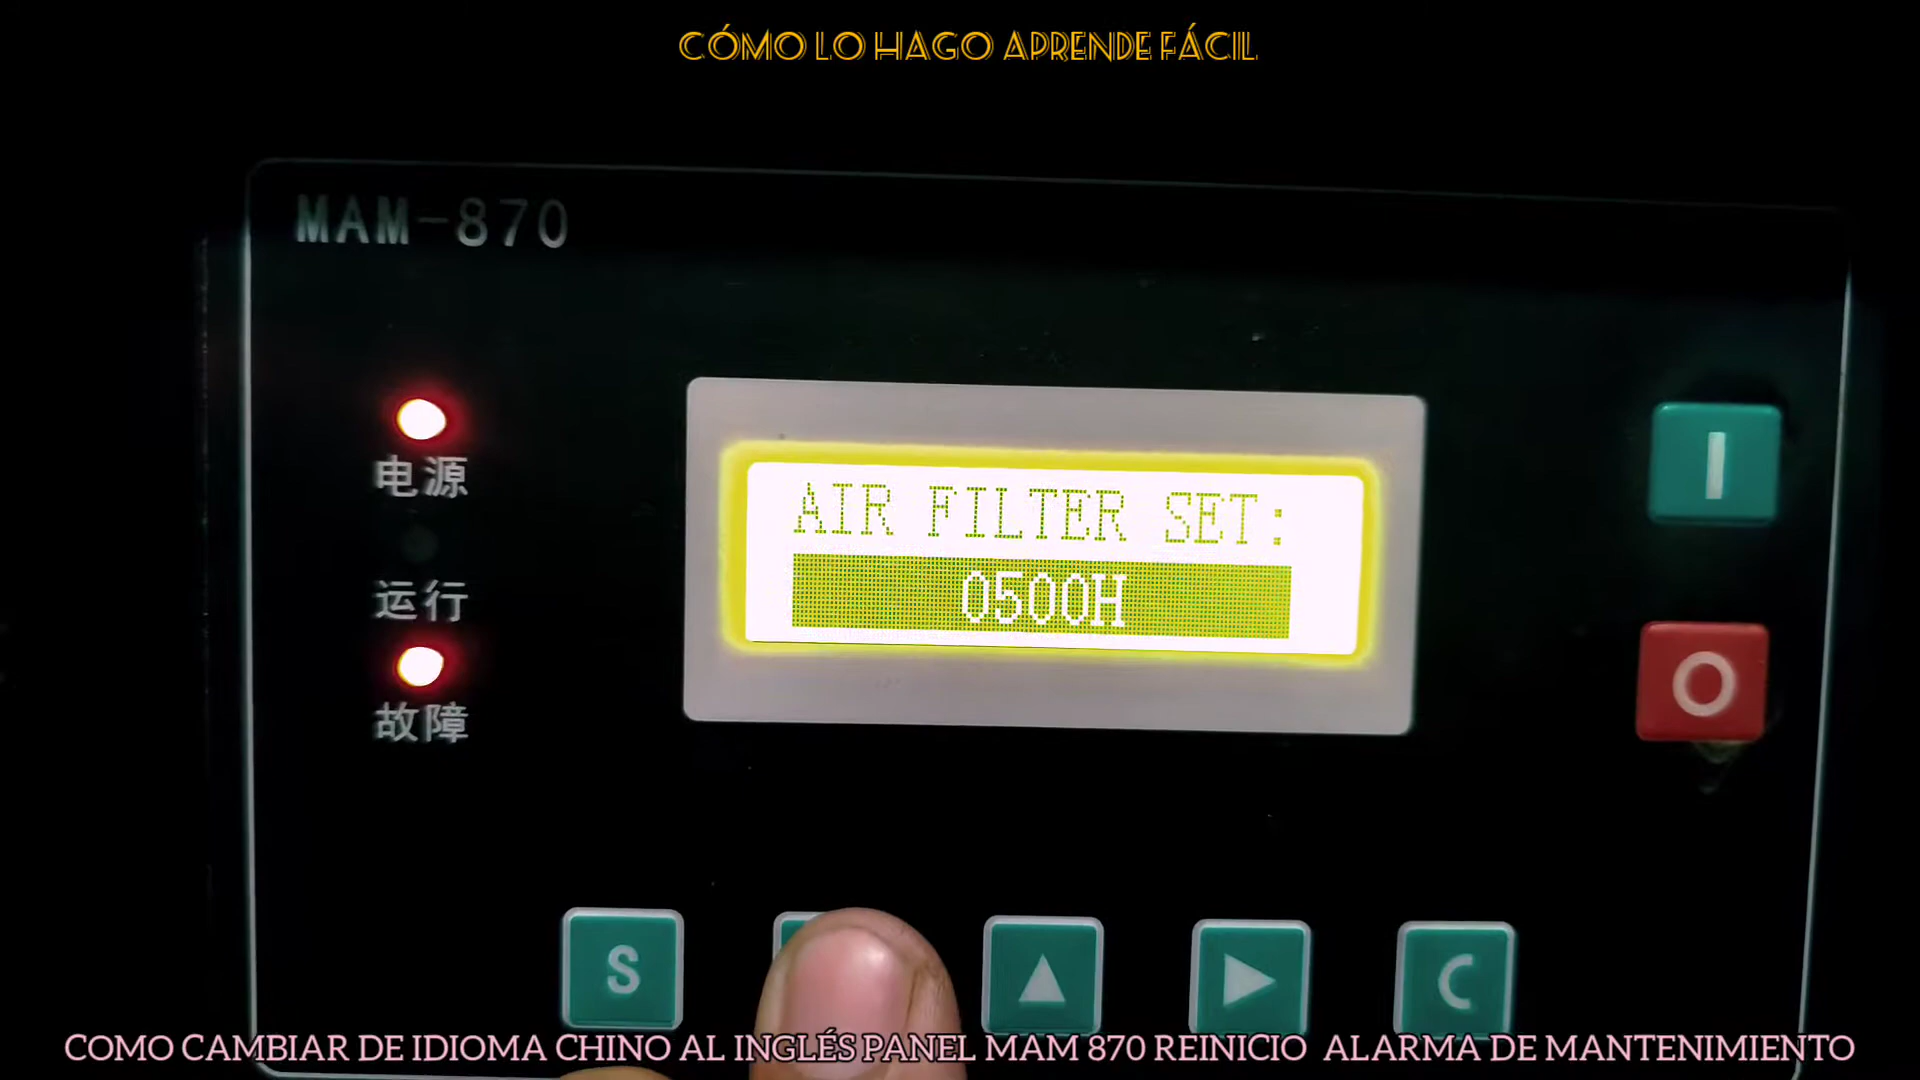 CÓMO LO HAGO APRENDE FÁCIL
MAM-870
电源
运行
故障
AIR FILTER SET:
0500H
I
O
S
C
COMO CAMBIAR DE IDIOMA CHINO AL INGLÉS PANEL MAM 870 REINICIO ALARMA DE MANTENIMIENTO